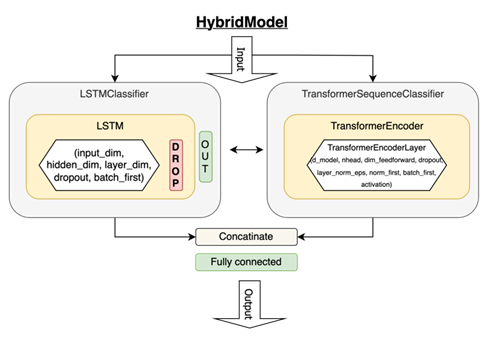 HybridModel
Input
LSTMClassifier
LSTM
(input_dim,
hidden_dim, layer_dim,
dropout, batch_first)
DROP
OUT
TransformerSequenceClassifier
TransformerEncoder
TransformerEncoderLayer
(d_model, nhead, dim_feedforward, dropout,
layer_norm_eps, norm_first, batch_first,
activation)
Concatinate
Fully connected
Output